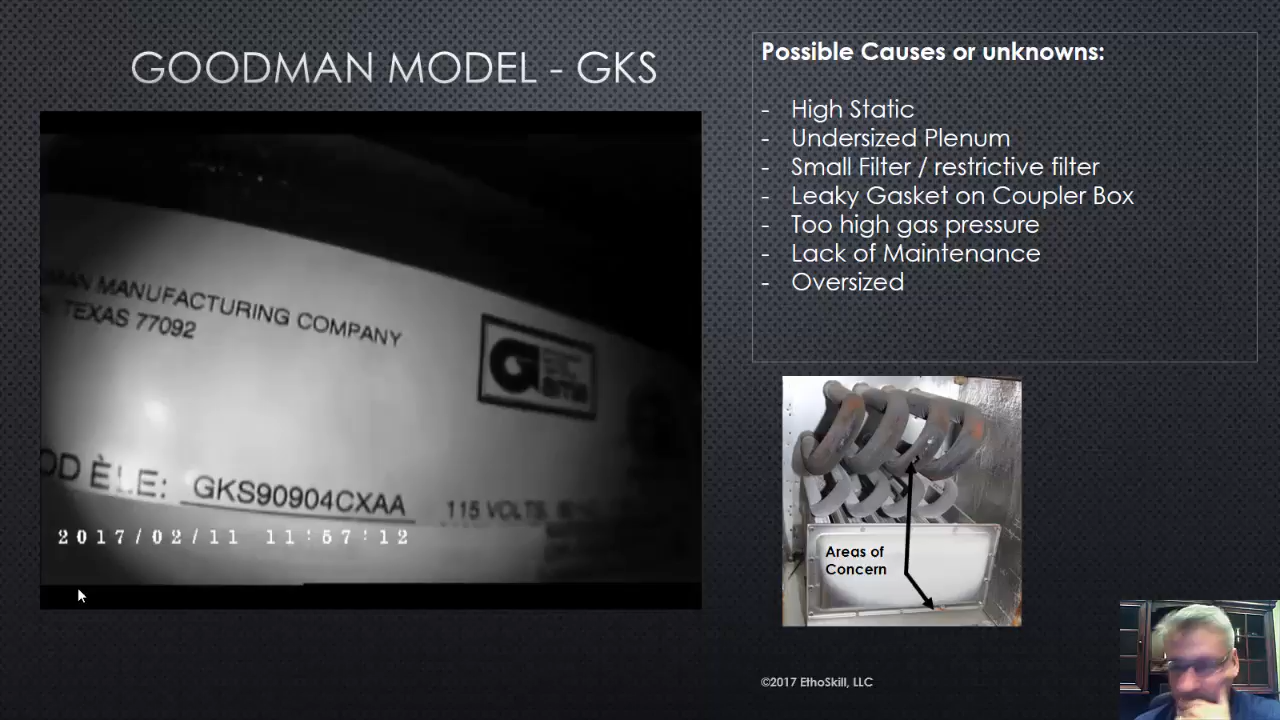 GOODMAN MODEL - GKS
MANUFACTURING COMPANY
TEXAS 77092
GKS90904CXAA
115 VOLTS,
2017/02/11 11:57:12
Possible Causes or unknowns:
- High Static
- Undersized Plenum
- Small Filter / restrictive filter
- Leaky Gasket on Coupler Box
- Too high gas pressure
- Lack of Maintenance
- Oversized
Areas of
Concern
©2017 EthoSkill, LLC